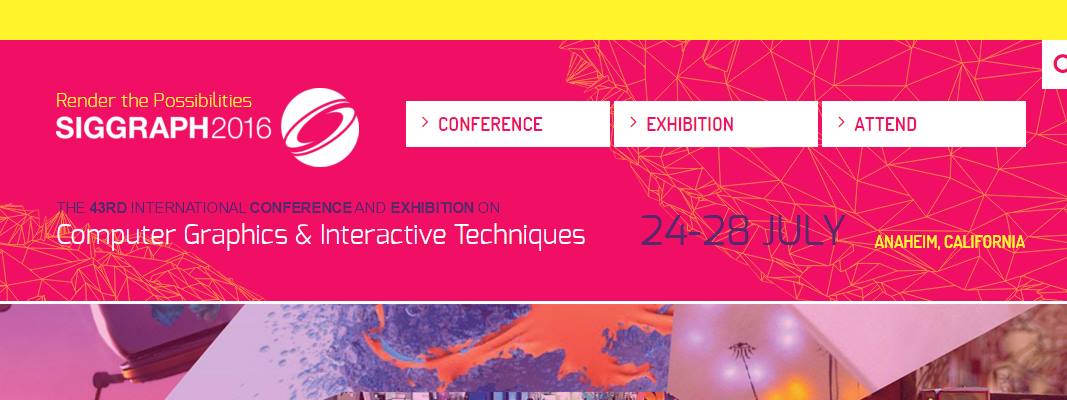 Render the Possibilities
SIGGRAPH2016
CONFERENCE
EXHIBITION
ATTEND
THE 43RD INTERNATIONAL CONFERENCE AND EXHIBITION ON
Computer Graphics & Interactive Techniques
24-28 JULY
ANAHEIM, CALIFORNIA